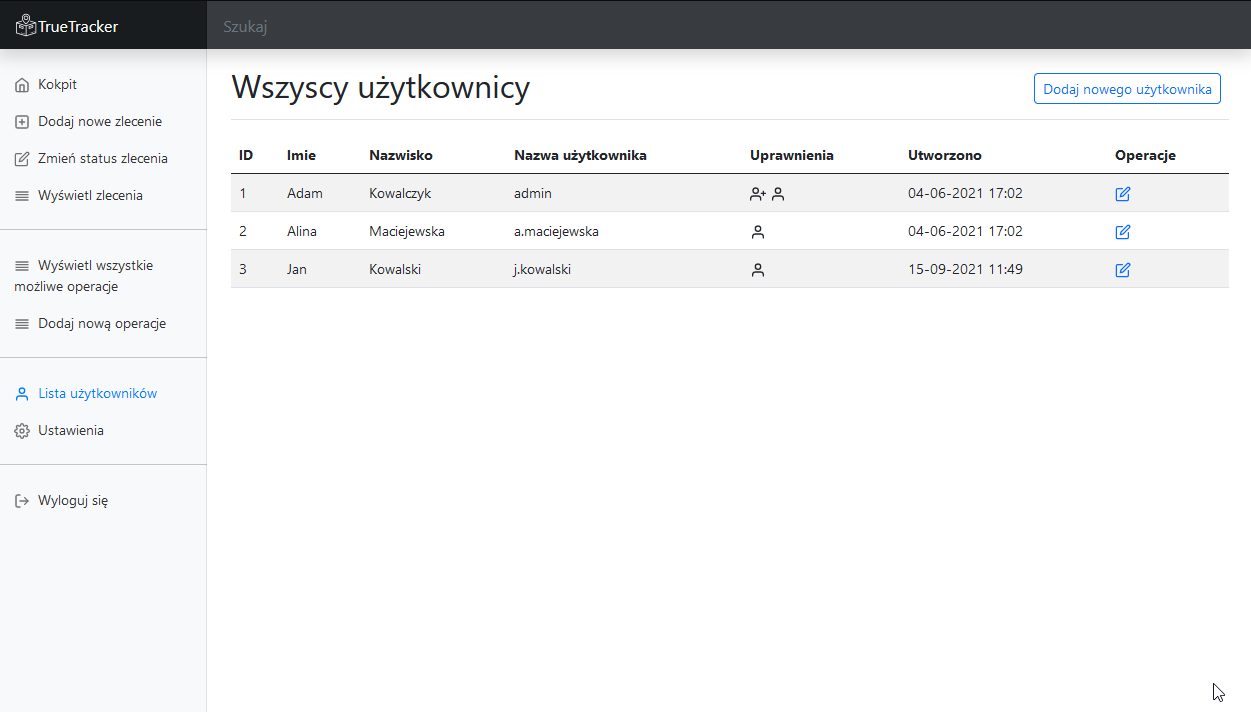 TrueTracker
Szukaj
Kokpit
Dodaj nowe zlecenie
Zmień status zlecenia
Wyświetl zlecenia
Wyświetl wszystkie
możliwe operacje
Dodaj nową operacje
Lista użytkowników
Ustawienia
Wyloguj się
Wszyscy użytkownicy
Dodaj nowego użytkownika
ID Imie Nazwisko Nazwa użytkownika Uprawnienia Utworzono Operacje
1 Adam Kowalczyk admin 04-06-2021 17:02
2 Alina Maciejewska a.maciejewska 04-06-2021 17:02
3 Jan Kowalski j.kowalski 15-09-2021 11:49